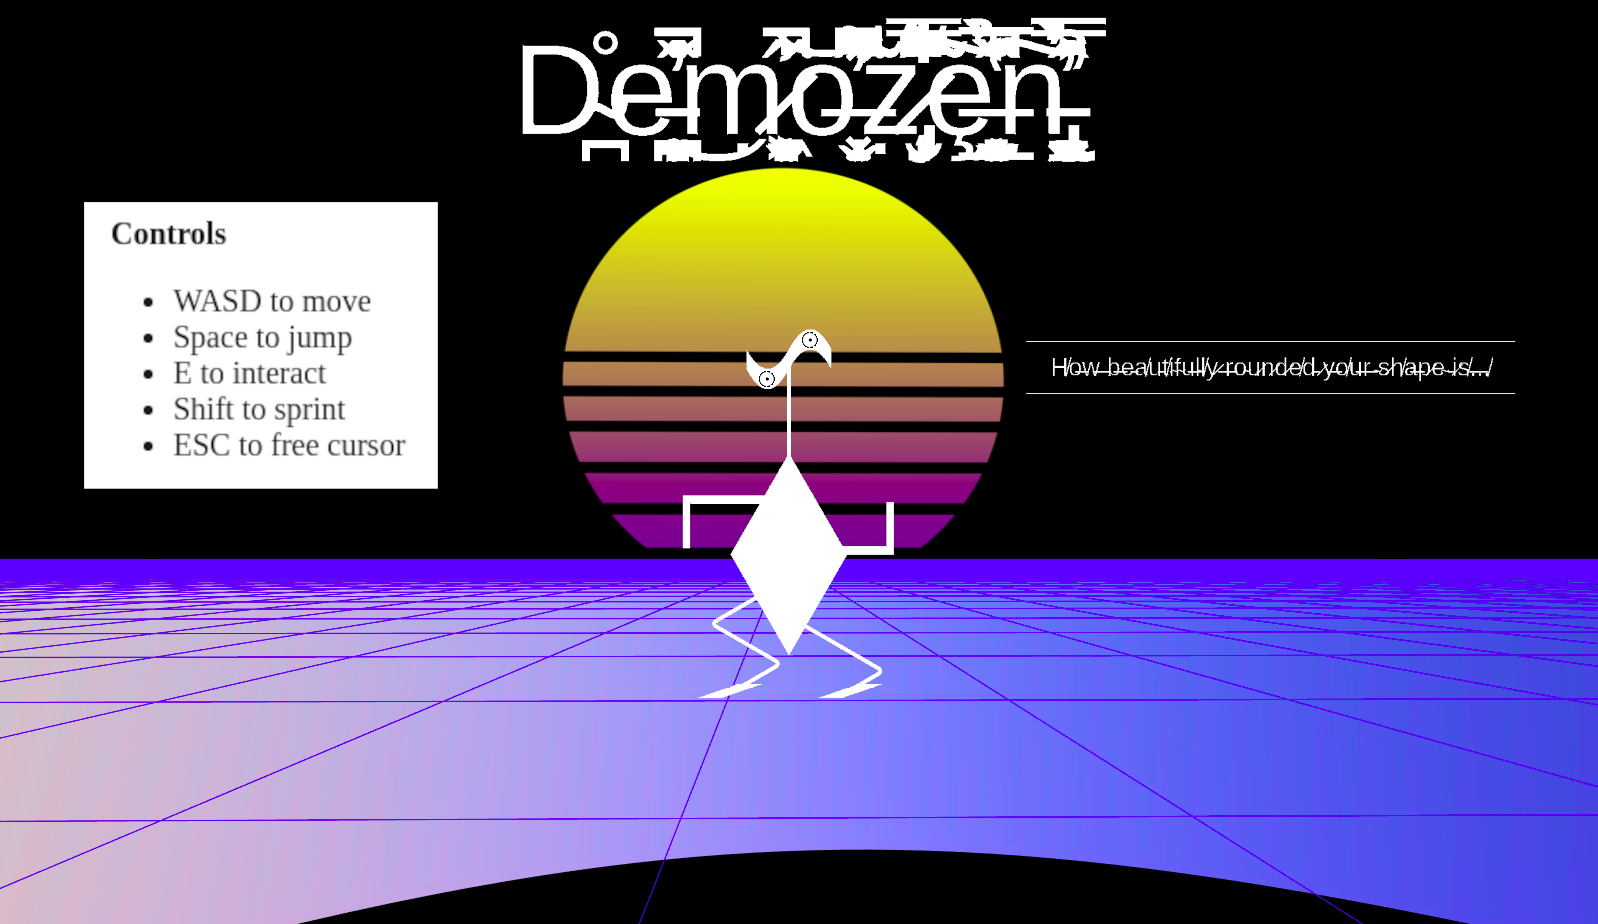 Demozen
Controls
WASD to move
Space to jump
E to interact
Shift to sprint
ESC to free cursor
How beautifully rounded your shape is...